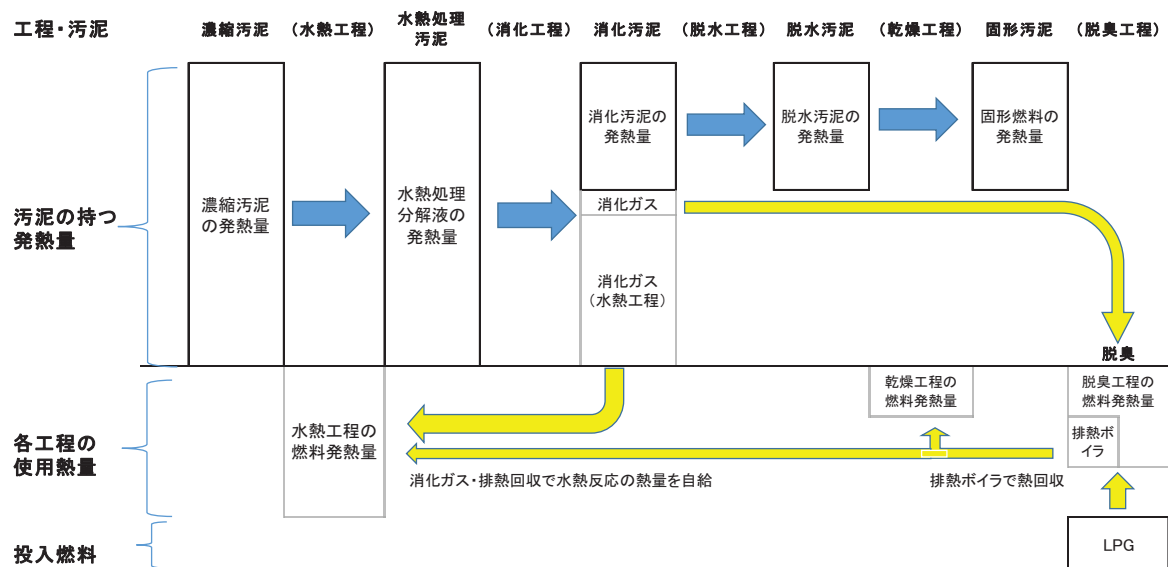 工程・汚泥
濃縮汚泥
（水熱工程）
水熱処理
汚泥
（消化工程）
消化汚泥
（脱水工程）
脱水汚泥
（乾燥工程）
固形汚泥
（脱臭工程）
汚泥の持つ
発熱量
濃縮汚泥
の発熱量
水熱処理
分解液の
発熱量
消化汚泥の
発熱量
脱水汚泥の
発熱量
固形燃料の
発熱量
消化ガス
消化ガス
（水熱工程）
脱臭
各工程の
使用熱量
水熱工程の
燃料発熱量
乾燥工程の
燃料発熱量
脱臭工程の
燃料発熱量
排熱ボ
イラ
消化ガス・排熱回収で水熱反応の熱量を自給
排熱ボイラで熱回収
投入燃料
LPG